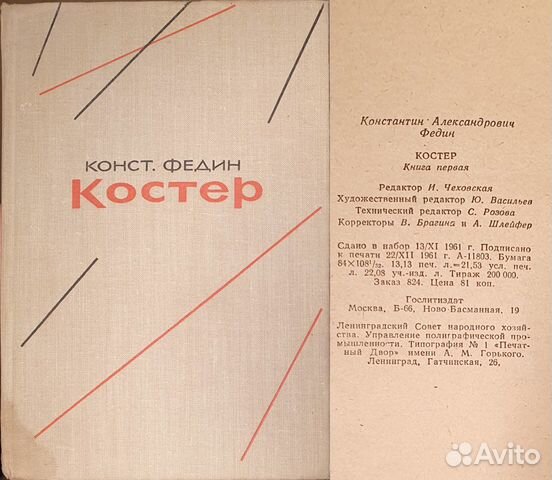 КОНСТ. ФЕДИН
Костер
Константин Александрович
Федин
КОСТЕР
Книга первая
Редактор И. Чеховская
Художественный редактор Ю. Васильев
Технический редактор С. Розова
Корректоры В. Брагина и А. Шлейфер
Сдано в набор 13/XI 1961 г. Подписано
к печати 22/XII 1961 г. А-11803. Бумага
84×108¹/₃₂. 13,13 печ. л.=21,53 усл. печ.
л. 22,08 уч.-изд. л. Тираж 200 000.
Заказ 824. Цена 81 коп.
Гослитиздат
Москва, Б-66, Ново-Басманная, 19
Ленинградский Совет народного хозяй-
ства. Управление полиграфической про-
мышленности. Типография № 1 «Печат-
ный Двор» имени А. М. Горького.
Ленинград, Гатчинская, 26.
Avito